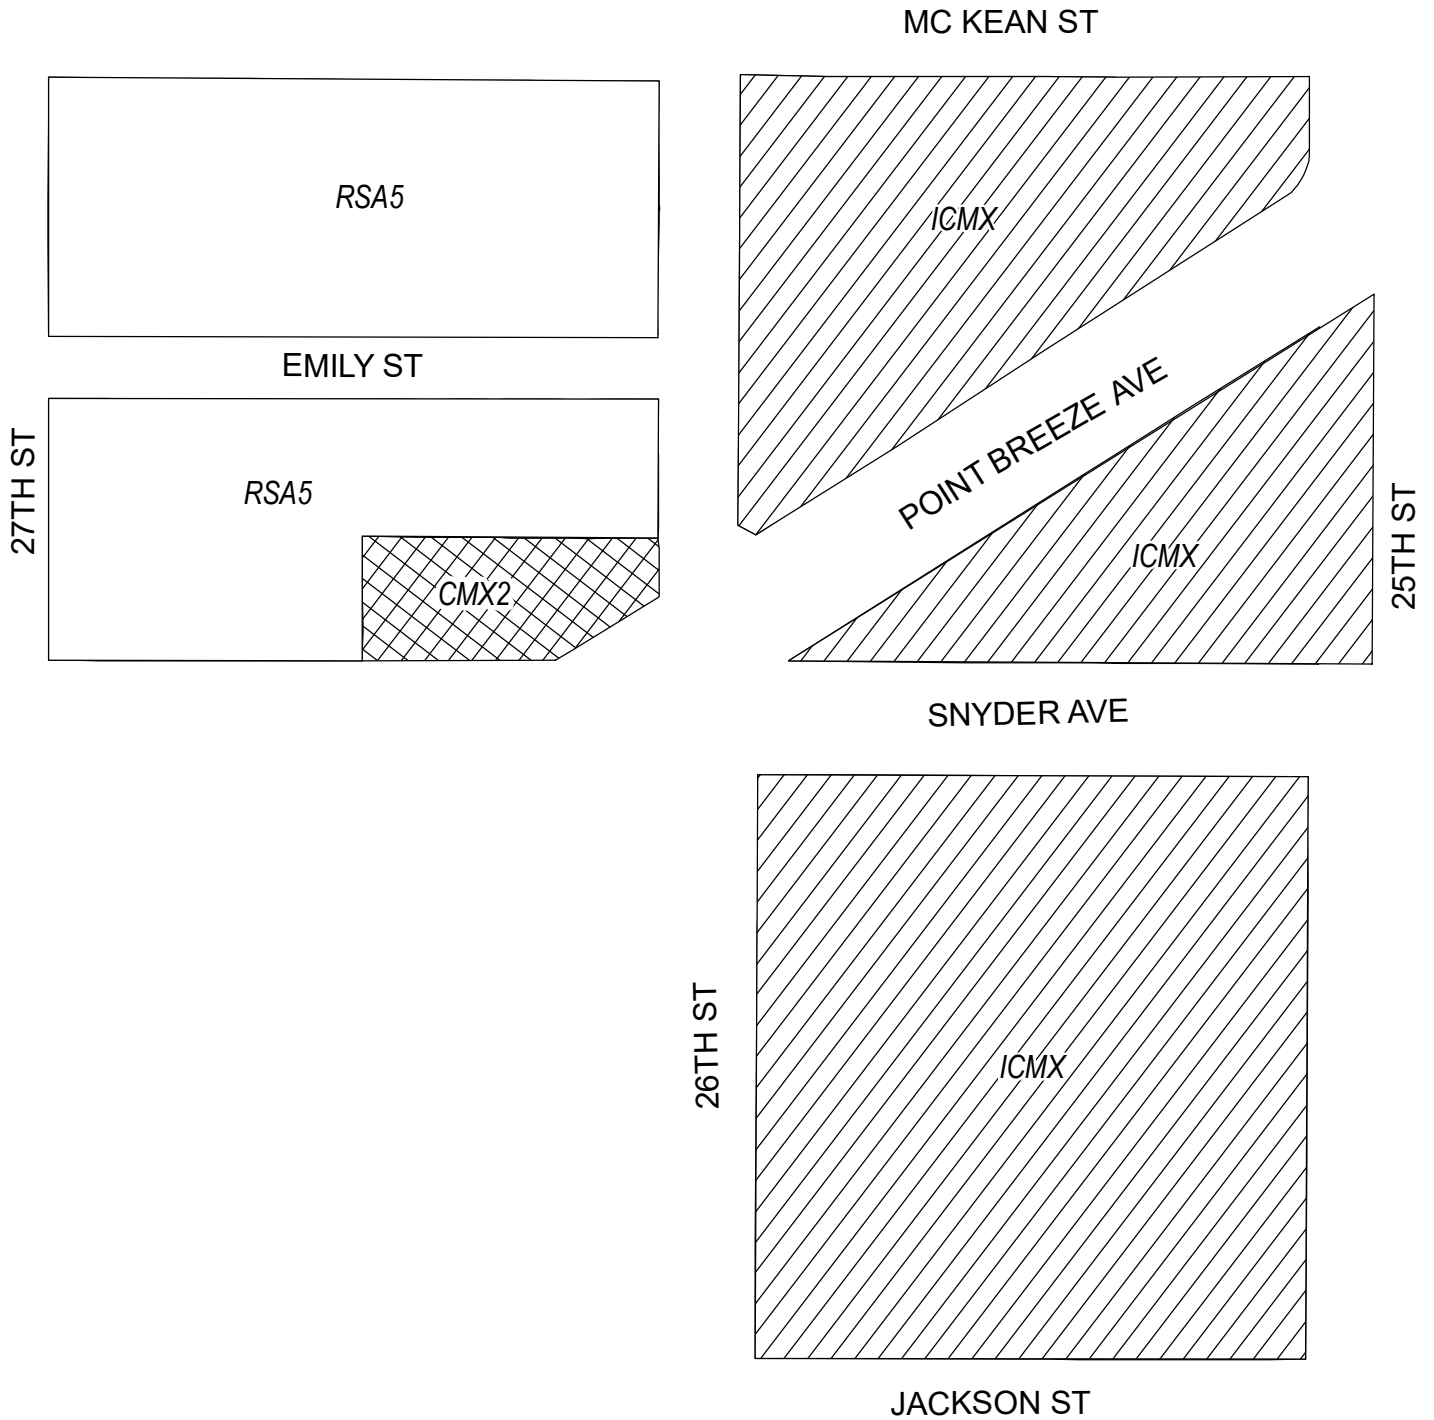 MC KEAN ST
RSA5
ICMX
EMILY ST
POINT BREEZE AVE
27TH ST
RSA5
CMX2
ICMX
25TH ST
SNYDER AVE
26TH ST
ICMX
JACKSON ST